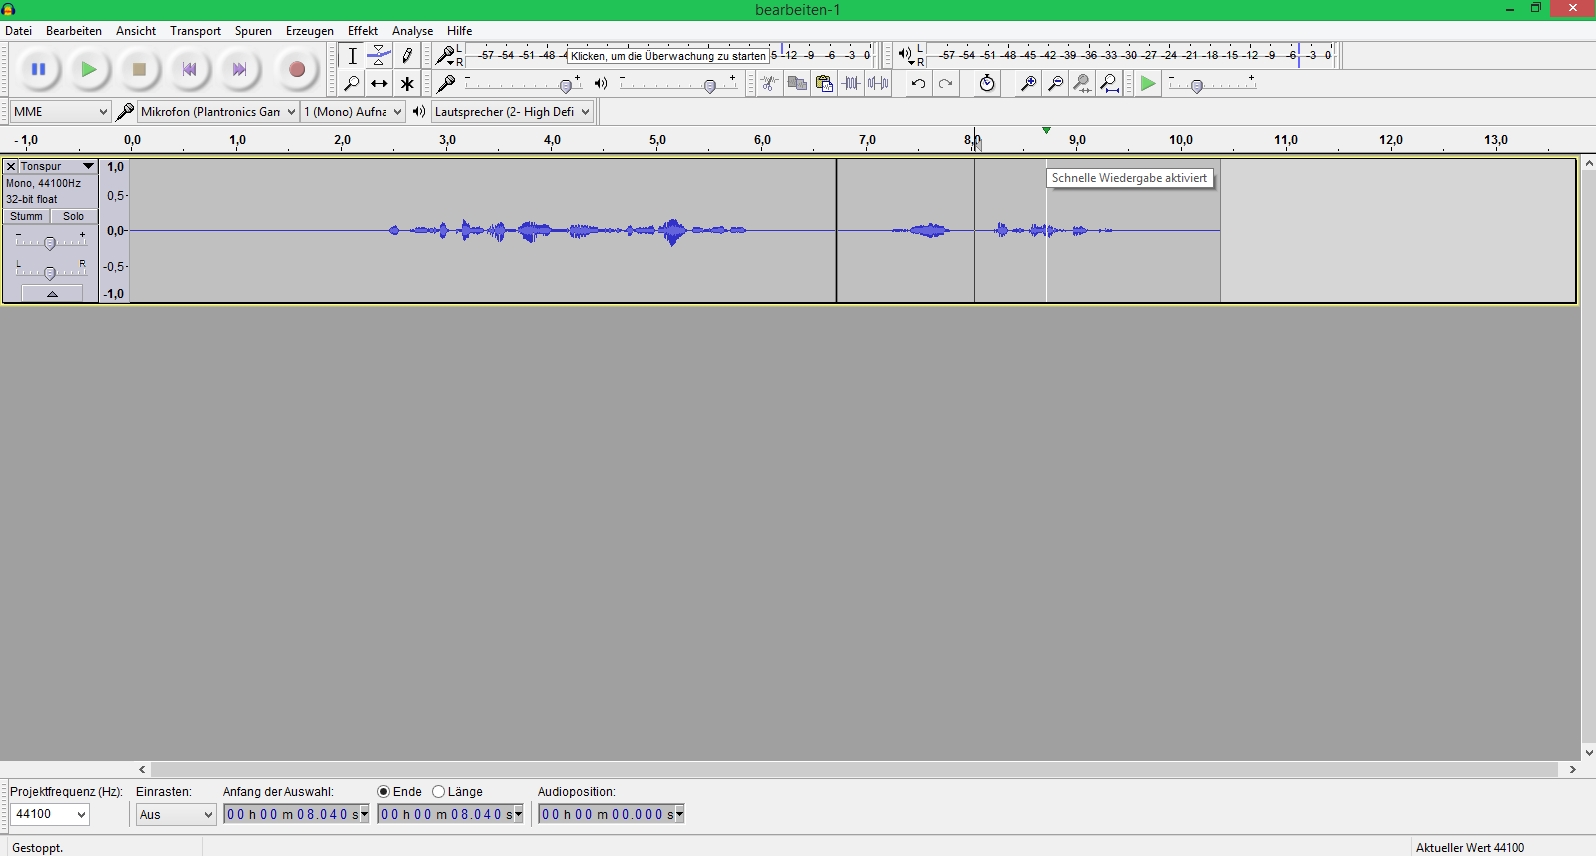 bearbeiten-1
Datei Bearbeiten Ansicht Transport Spuren Erzeugen Effekt Analyse Hilfe
L R -57 -54 -51 -48 Klicken, um die Überwachung zu starten -12 -9 -6 -3 0 L R -57 -54 -51 -48 -45 -42 -39 -36 -33 -30 -27 -24 -21 -18 -15 -12 -9 -6 -3 0
- + - + - +
MME Mikrofon (Plantronics Gam 1 (Mono) Aufna Lautsprecher (2- High Defi
-1,0 0,0 1,0 2,0 3,0 4,0 5,0 6,0 7,0 8,0 9,0 10,0 11,0 12,0 13,0
Tonspur 1,0
Mono, 44100Hz
Schnelle Wiedergabe aktiviert
32-bit float 0,5-
Stumm Solo
- + 0,0-
L R -0,5-
-1,0
Projektfrequenz (Hz): Einrasten: Anfang der Auswahl: Ende Länge Audioposition:
44100 Aus 00 h 00 m 08.040 s 00 h 00 m 08.040 s 00 h 00 m 00.000 s
Gestoppt. Aktueller Wert 44100